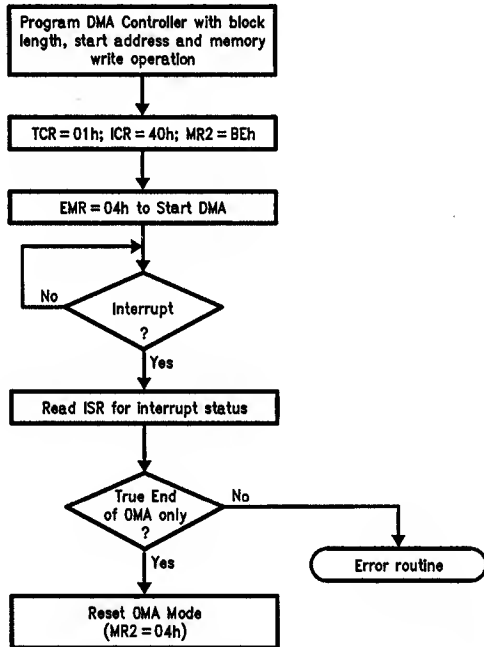 Program DMA Controller with block
length, start address and memory
write operation
TCR = 01h; ICR = 40h; MR2 = BEh
EMR = 04h to Start DMA
No
Interrupt
?
Yes
Read ISR for interrupt status
True End
of OMA only
?
No
Yes
Error routine
Reset OMA Mode
(MR2 = 04h)